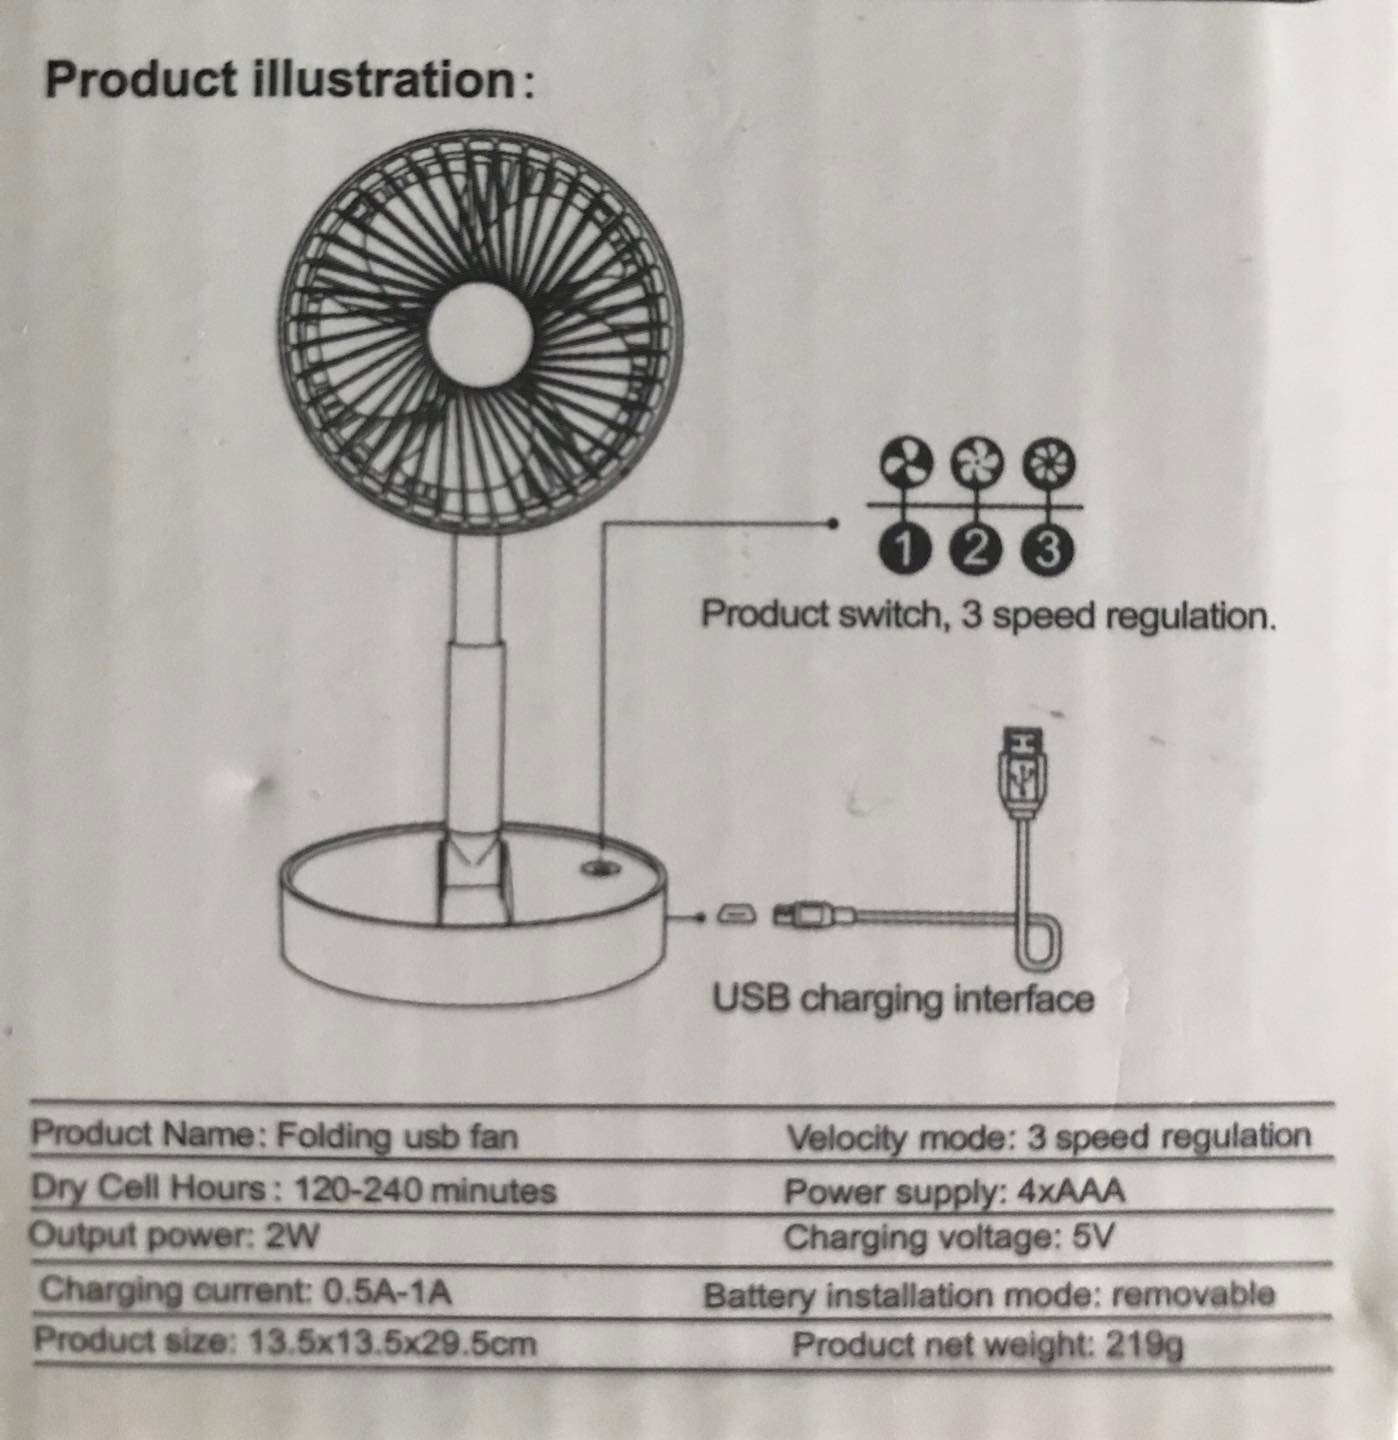 Product illustration:
1 2 3
Product switch, 3 speed regulation.
USB charging interface
Product Name: Folding usb fan
Velocity mode: 3 speed regulation
Dry Cell Hours: 120-240 minutes
Power supply: 4xAAA
Output power: 2W
Charging voltage: 5V
Charging current: 0.5A-1A
Battery installation mode: removable
Product size: 13.5x13.5x29.5cm
Product net weight: 219g